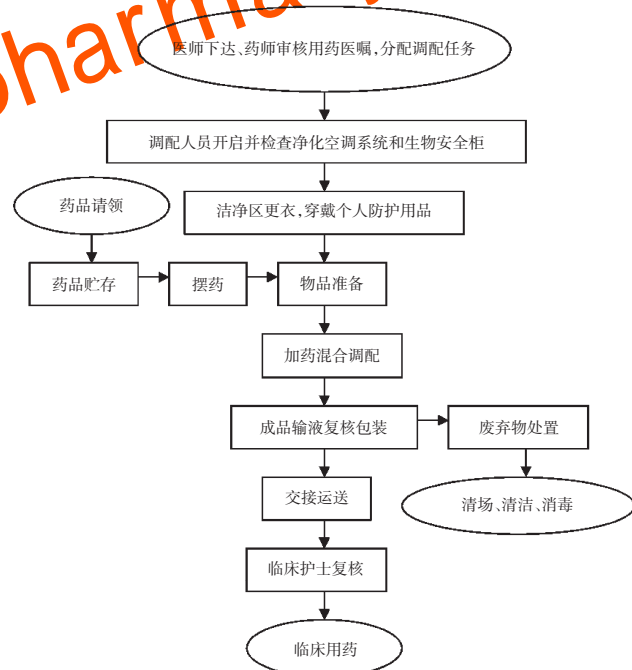 pharma
医师下达、药师审核用药医嘱,分配调配任务
调配人员开启并检查净化空调系统和生物安全柜
药品请领
洁净区更衣,穿戴个人防护用品
药品贮存
摆药
物品准备
加药混合调配
成品输液复核包装
废弃物处置
交接运送
清场、清洁、消毒
临床护士复核
临床用药